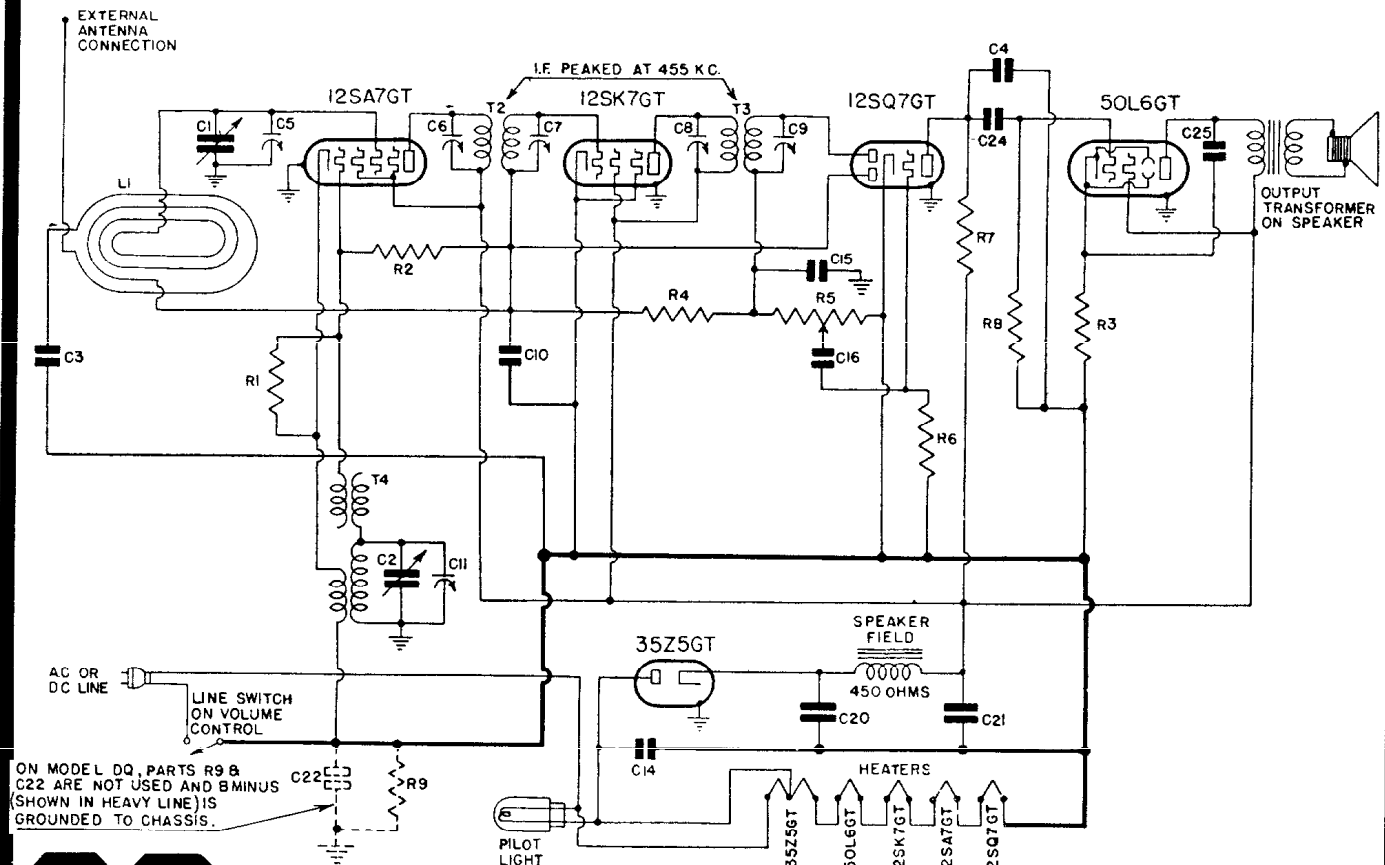 EXTERNAL
ANTENNA
CONNECTION
I.F. PEAKED AT 455 KC.
C4
12SA7GT
T2
12SK7GT
T3
12SQ7GT
50L6GT
C1
C5
C6
C7
C8
C9
C24
C25
L1
OUTPUT
TRANSFORMER
ON SPEAKER
R2
C15
R7
R4
R5
R8
R3
C3
C10
C16
R1
R6
T4
C2
C11
35Z5GT
SPEAKER
FIELD
450 OHMS
A.C OR
DC LINE
LINE SWITCH
ON VOLUME
CONTROL
C20
C21
C14
HEATERS
ON MODEL DQ, PARTS R9 &
C22 ARE NOT USED AND B MINUS
(SHOWN IN HEAVY LINE) IS
GROUNDED TO CHASSIS.
C22
R9
PILOT
LIGHT
35Z5GT
50L6GT
2SK7GT
2SA7GT
2SQ7GT